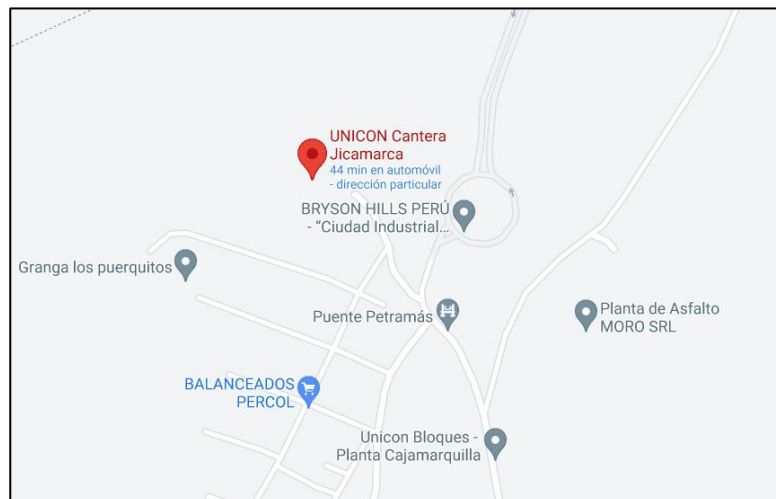 UNICON Cantera
Jicamarca
44 min en automóvil
- dirección particular
BRYSON HILLS PERÚ
- "Ciudad Industrial...
Granga los puerquitos
Puente Petramás
Planta de Asfalto
MORO SRL
BALANCEADOS
PERCOL
Unicon Bloques -
Planta Cajamarquilla